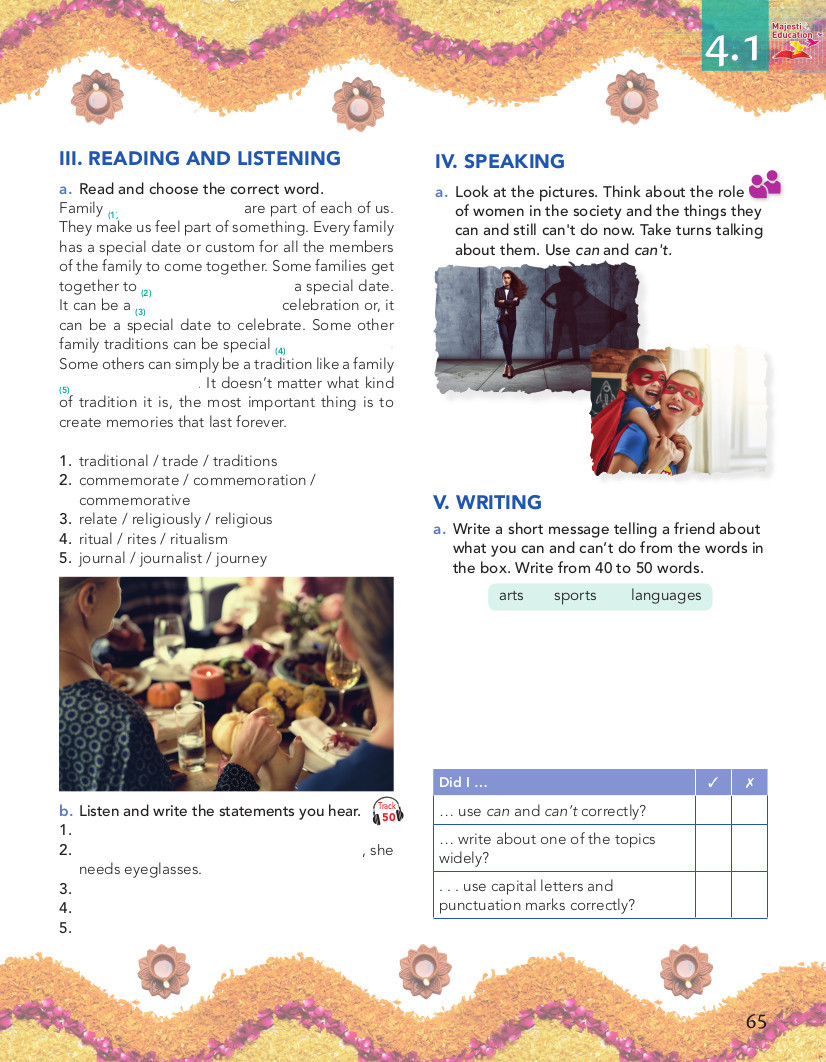 4.1
Majesti
Education
III. READING AND LISTENING
a. Read and choose the correct word.
Family (1) are part of each of us.
They make us feel part of something. Every family
has a special date or custom for all the members
of the family to come together. Some families get
together to (2) a special date.
It can be a (3) celebration or, it
can be a special date to celebrate. Some other
family traditions can be special (4) .
Some others can simply be a tradition like a family
(5) . It doesn’t matter what kind
of tradition it is, the most important thing is to
create memories that last forever.
1. traditional / trade / traditions
2. commemorate / commemoration /
commemorative
3. relate / religiously / religious
4. ritual / rites / ritualism
5. journal / journalist / journey
b. Listen and write the statements you hear.
Track
50
1.
2. , she
needs eyeglasses.
3.
4.
5.
IV. SPEAKING
a. Look at the pictures. Think about the role
of women in the society and the things they
can and still can't do now. Take turns talking
about them. Use can and can't.
V. WRITING
a. Write a short message telling a friend about
what you can and can’t do from the words in
the box. Write from 40 to 50 words.
arts sports languages
Did I … ✓ ✗
… use can and can’t correctly?
… write about one of the topics
widely?
. . . use capital letters and
punctuation marks correctly?
65